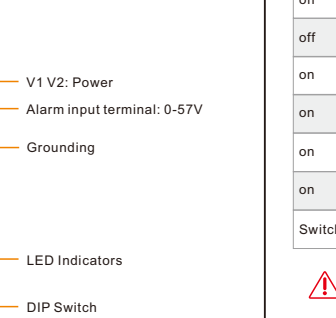 V1 V2: Power
Alarm input terminal: 0-57V
Grounding
LED Indicators
DIP Switch
on
off
on
on
on
on